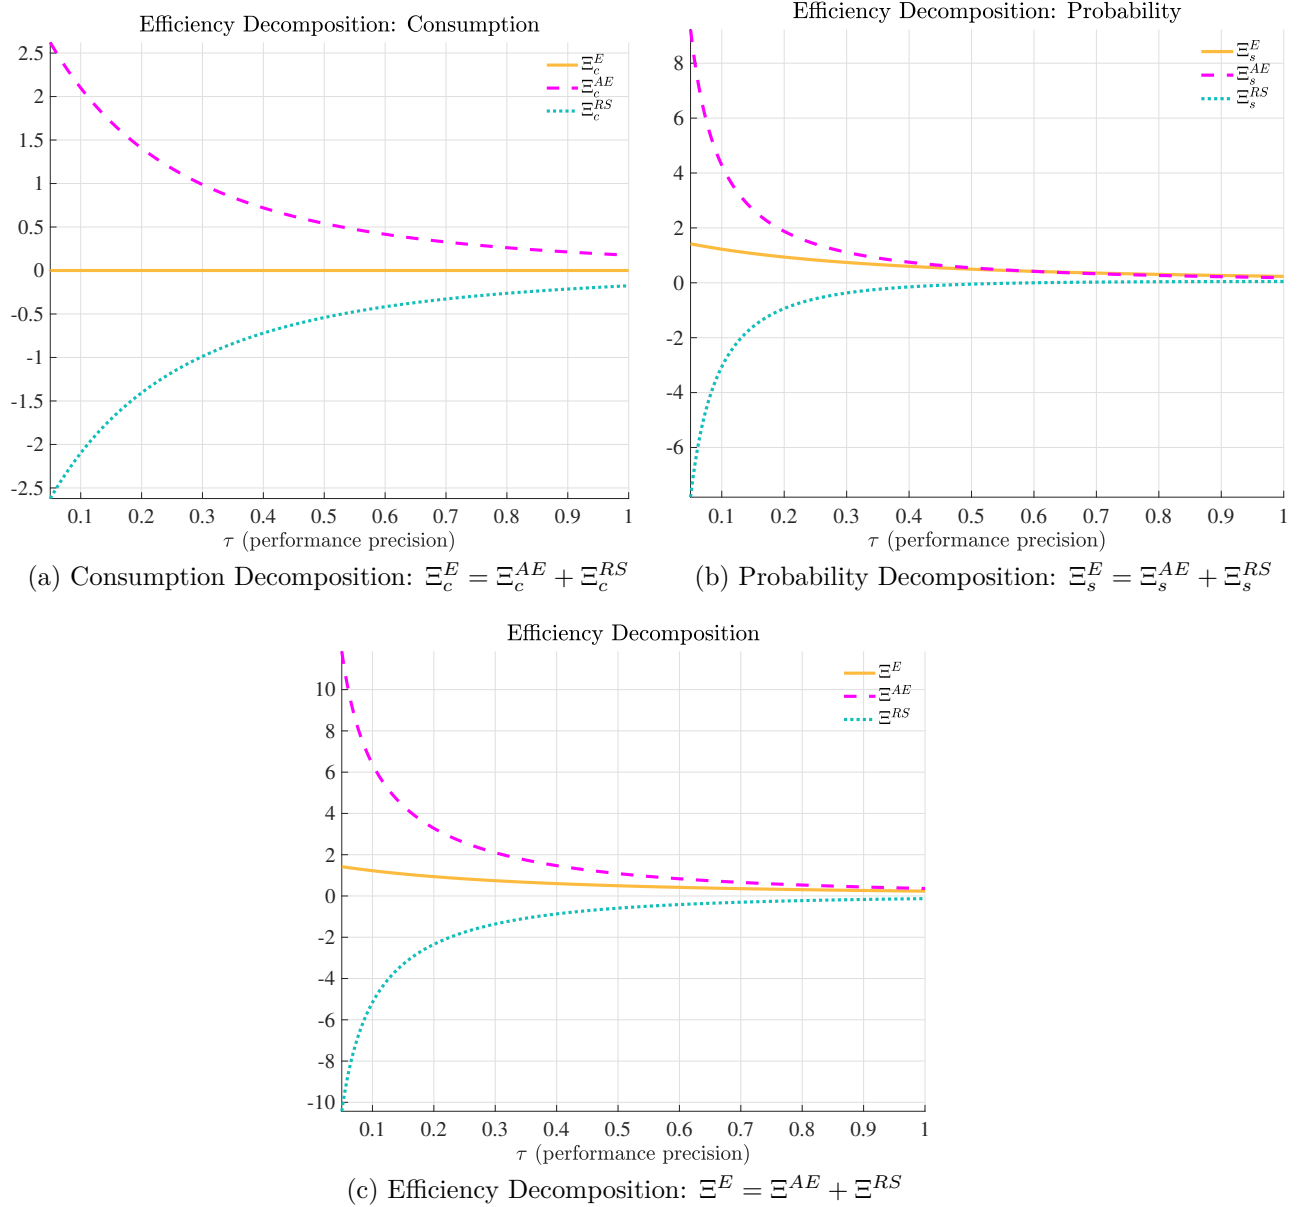 Efficiency Decomposition: Consumption
Ξ_c^E
Ξ_c^AE
Ξ_c^RS
2.5
2
1.5
1
0.5
0
-0.5
-1
-1.5
-2
-2.5
0.1 0.2 0.3 0.4 0.5 0.6 0.7 0.8 0.9 1
τ (performance precision)
(a) Consumption Decomposition: Ξ_c^E = Ξ_c^AE + Ξ_c^RS
Efficiency Decomposition: Probability
Ξ_s^E
Ξ_s^AE
Ξ_s^RS
8
6
4
2
0
-2
-4
-6
0.1 0.2 0.3 0.4 0.5 0.6 0.7 0.8 0.9 1
τ (performance precision)
(b) Probability Decomposition: Ξ_s^E = Ξ_s^AE + Ξ_s^RS
Efficiency Decomposition
Ξ^E
Ξ^AE
Ξ^RS
10
8
6
4
2
0
-2
-4
-6
-8
-10
0.1 0.2 0.3 0.4 0.5 0.6 0.7 0.8 0.9 1
τ (performance precision)
(c) Efficiency Decomposition: Ξ^E = Ξ^AE + Ξ^RS